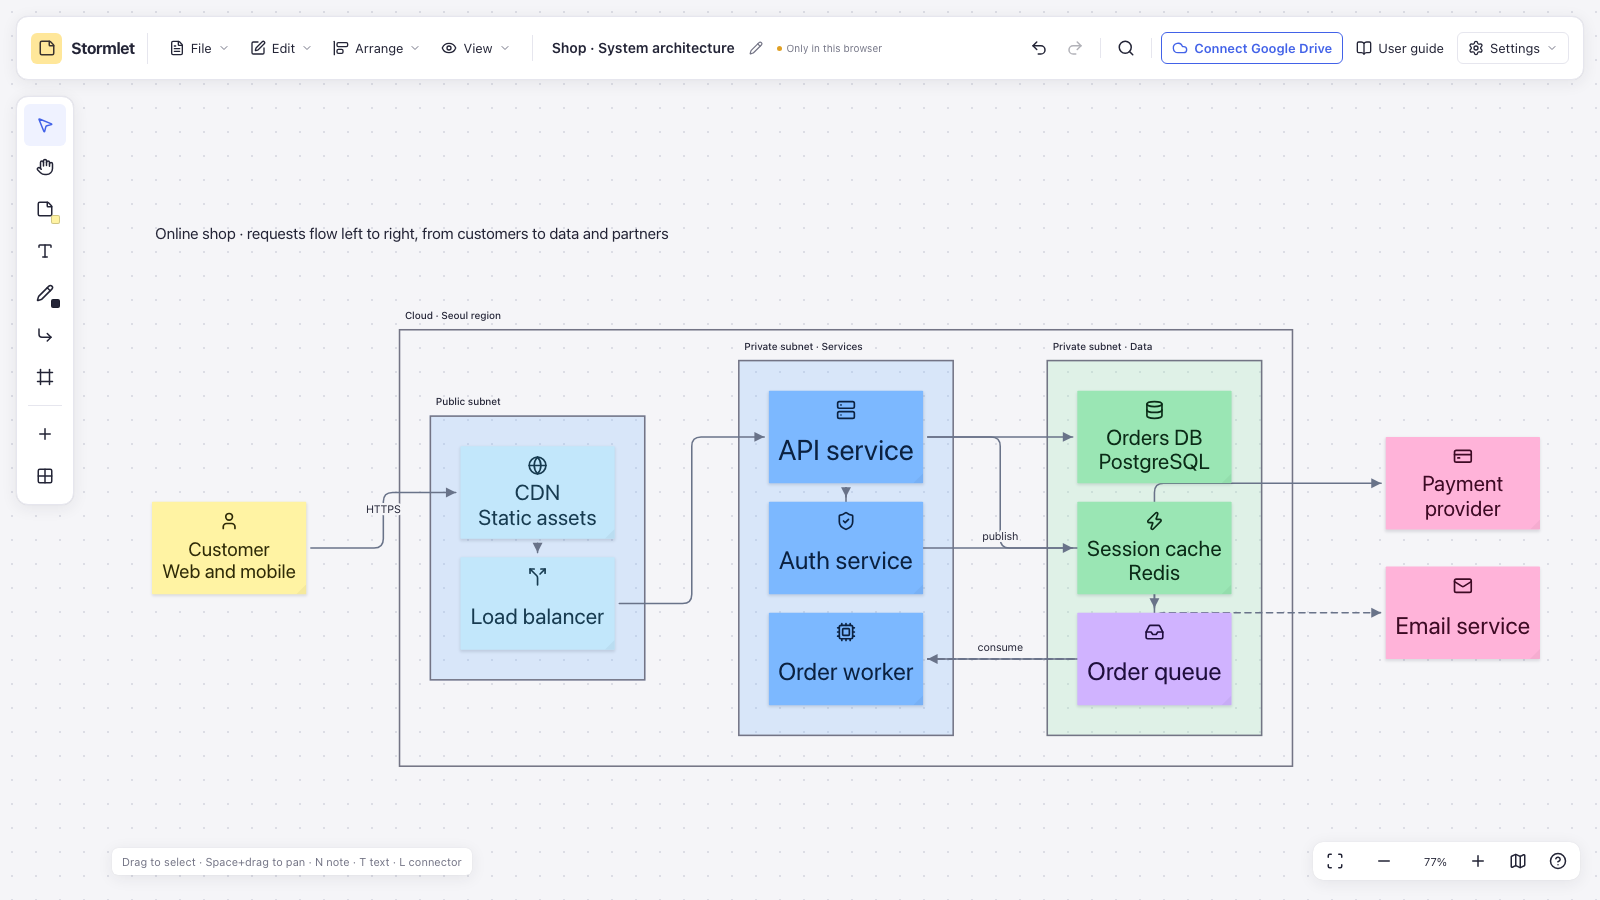 Stormlet
File
Edit
Arrange
View
Shop · System architecture
Only in this browser
Connect Google Drive
User guide
Settings
Online shop · requests flow left to right, from customers to data and partners
Cloud · Seoul region
Private subnet · Services
Private subnet · Data
Public subnet
HTTPS
Customer
Web and mobile
CDN
Static assets
Load balancer
API service
Auth service
Order worker
publish
consume
Orders DB
PostgreSQL
Session cache
Redis
Order queue
Payment
provider
Email service
Drag to select · Space+drag to pan · N note · T text · L connector
77%